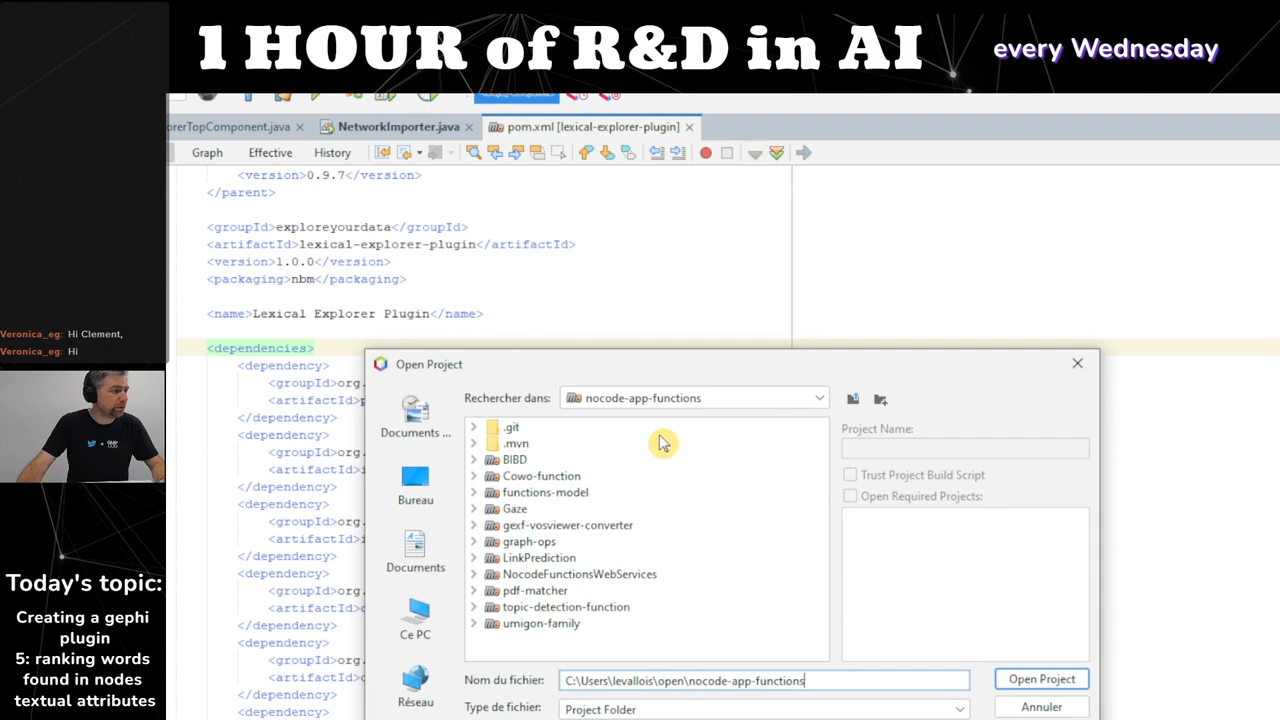 1 HOUR of R&D in AI
every Wednesday
orerTopComponent.java
NetworkImporter.java
pom.xml [lexical-explorer-plugin]
Graph
Effective
History
<version>0.9.7</version>
</parent>
<groupId>exploreyourdata</groupId>
<artifactId>lexical-explorer-plugin</artifactId>
<version>1.0.0</version>
<packaging>nbm</packaging>
<name>Lexical Explorer Plugin</name>
<dependencies>
<dependency>
<groupId>org.
<artifactId>
</dependency>
<dependency>
<groupId>org.
<artifactId>
</dependency>
<dependency>
<groupId>org.
<artifactId>
</dependency>
<dependency>
<groupId>org.
<artifactId>
</dependency>
<dependency>
<groupId>org.
<artifactId>
</dependency>
<dependency>
Open Project
Rechercher dans:
nocode-app-functions
Documents ...
Bureau
Documents
Ce PC
Réseau
.git
.mvn
BIBD
Cowo-function
functions-model
Gaze
gexf-vosviewer-converter
graph-ops
LinkPrediction
NocodeFunctionsWebServices
pdf-matcher
topic-detection-function
umigon-family
Project Name:
Trust Project Build Script
Open Required Projects:
Nom du fichier:
C:\Users\levallois\open\nocode-app-functions
Open Project
Type de fichier:
Project Folder
Annuler
Veronica_eg: Hi Clement,
Veronica_eg: Hi
Today's topic:
Creating a gephi
plugin
5: ranking words
found in nodes
textual attributes